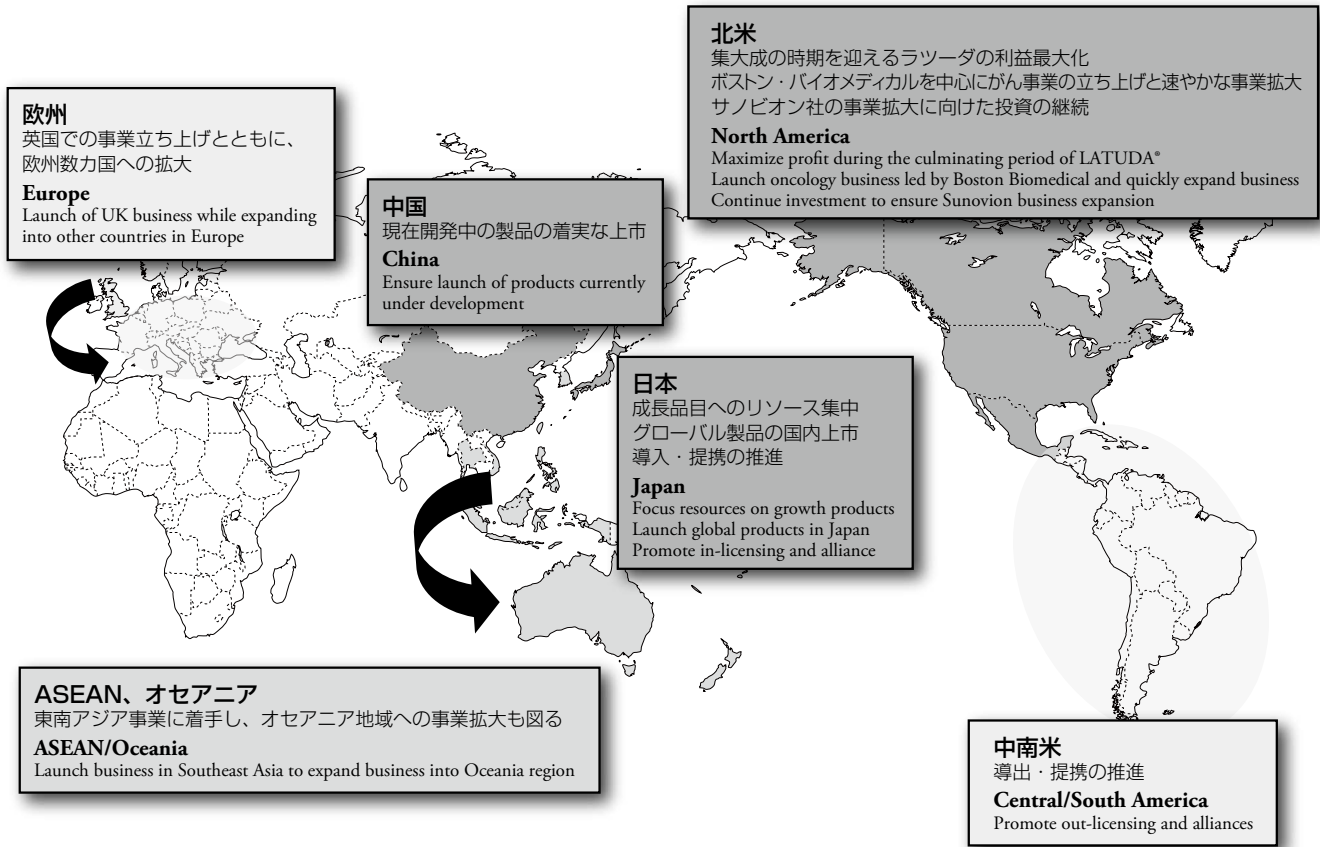 北米
集大成の時期を迎えるラツーダの利益最大化
ボストン・バイオメディカルを中心にがん事業の立ち上げと速やかな事業拡大
サノビオン社の事業拡大に向けた投資の継続
North America
Maximize profit during the culminating period of LATUDA®
Launch oncology business led by Boston Biomedical and quickly expand business
Continue investment to ensure Sunovion business expansion
欧州
英国での事業立ち上げとともに、
欧州数カ国への拡大
Europe
Launch of UK business while expanding
into other countries in Europe
中国
現在開発中の製品の着実な上市
China
Ensure launch of products currently
under development
日本
成長品目へのリソース集中
グローバル製品の国内上市
導入・提携の推進
Japan
Focus resources on growth products
Launch global products in Japan
Promote in-licensing and alliance
ASEAN、オセアニア
東南アジア事業に着手し、オセアニア地域への事業拡大も図る
ASEAN/Oceania
Launch business in Southeast Asia to expand business into Oceania region
中南米
導出・提携の推進
Central/South America
Promote out-licensing and alliances